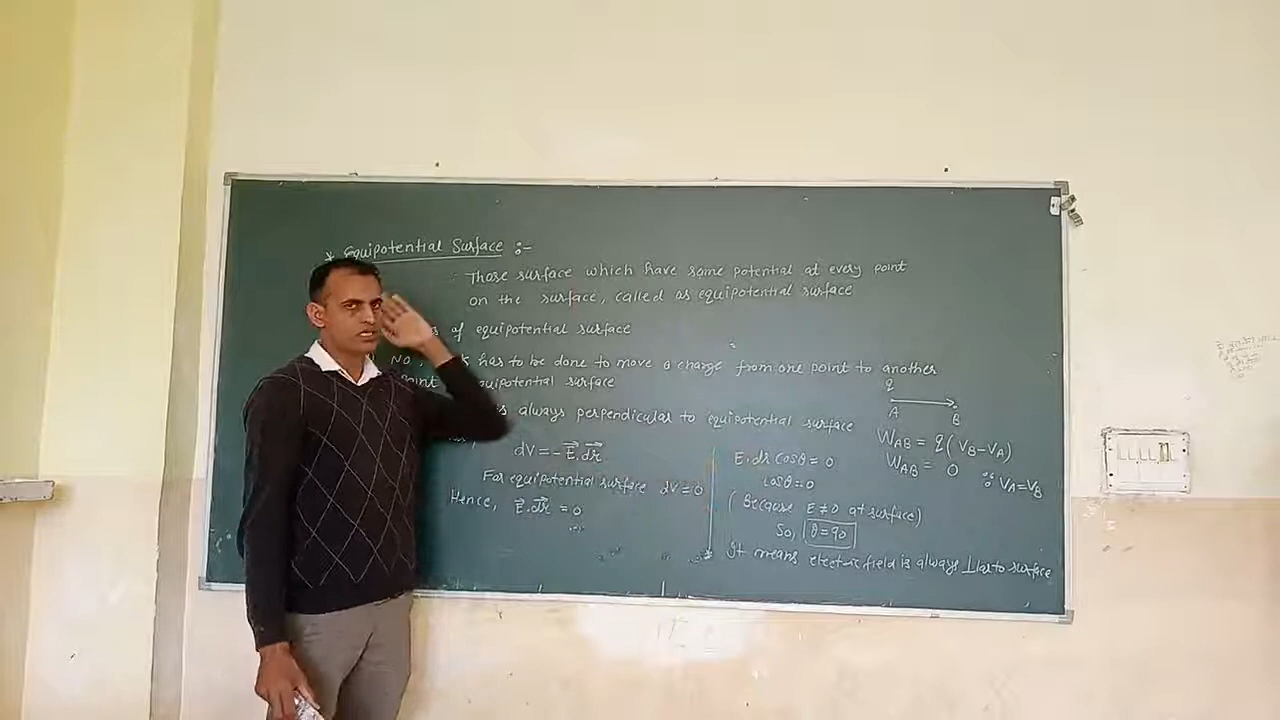 * Equipotential Surface :-
Those surface which have same potential at every point
on the surface, called as equipotential surface
of equipotential surface
NO, has to be done to move a charge from one point to another
point equipotential surface
is always perpendicular to equipotential surface
dV = - E⃗.dr⃗
For equipotential surface dV = 0
Hence, E⃗.dr⃗ = 0
E.dr cosθ = 0
cosθ = 0
(Because E ≠ 0 at surface)
So, θ = 90
It means electric field is always ⊥lar to surface
q
A B
W_AB = q(V_B - V_A)
W_AB = 0 ∵ V_A = V_B